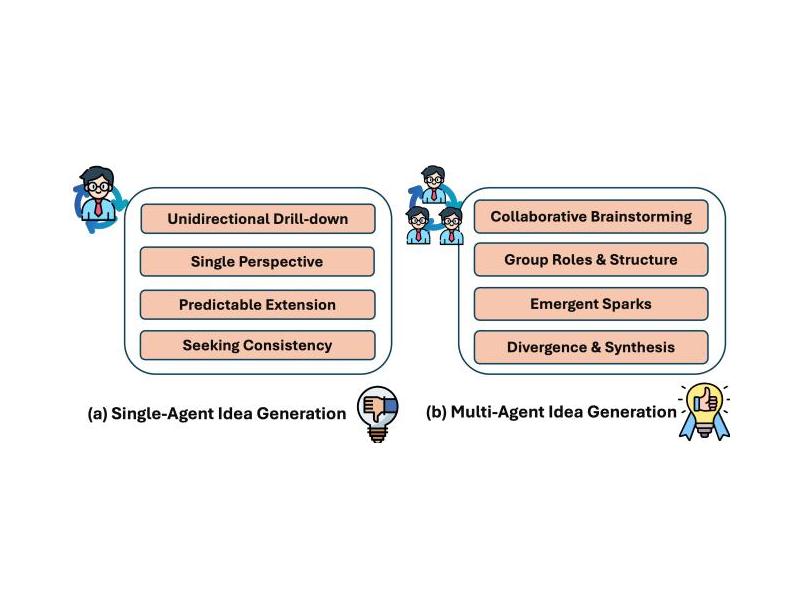 Unidirectional Drill-down
Single Perspective
Predictable Extension
Seeking Consistency
(a) Single-Agent Idea Generation
Collaborative Brainstorming
Group Roles & Structure
Emergent Sparks
Divergence & Synthesis
(b) Multi-Agent Idea Generation